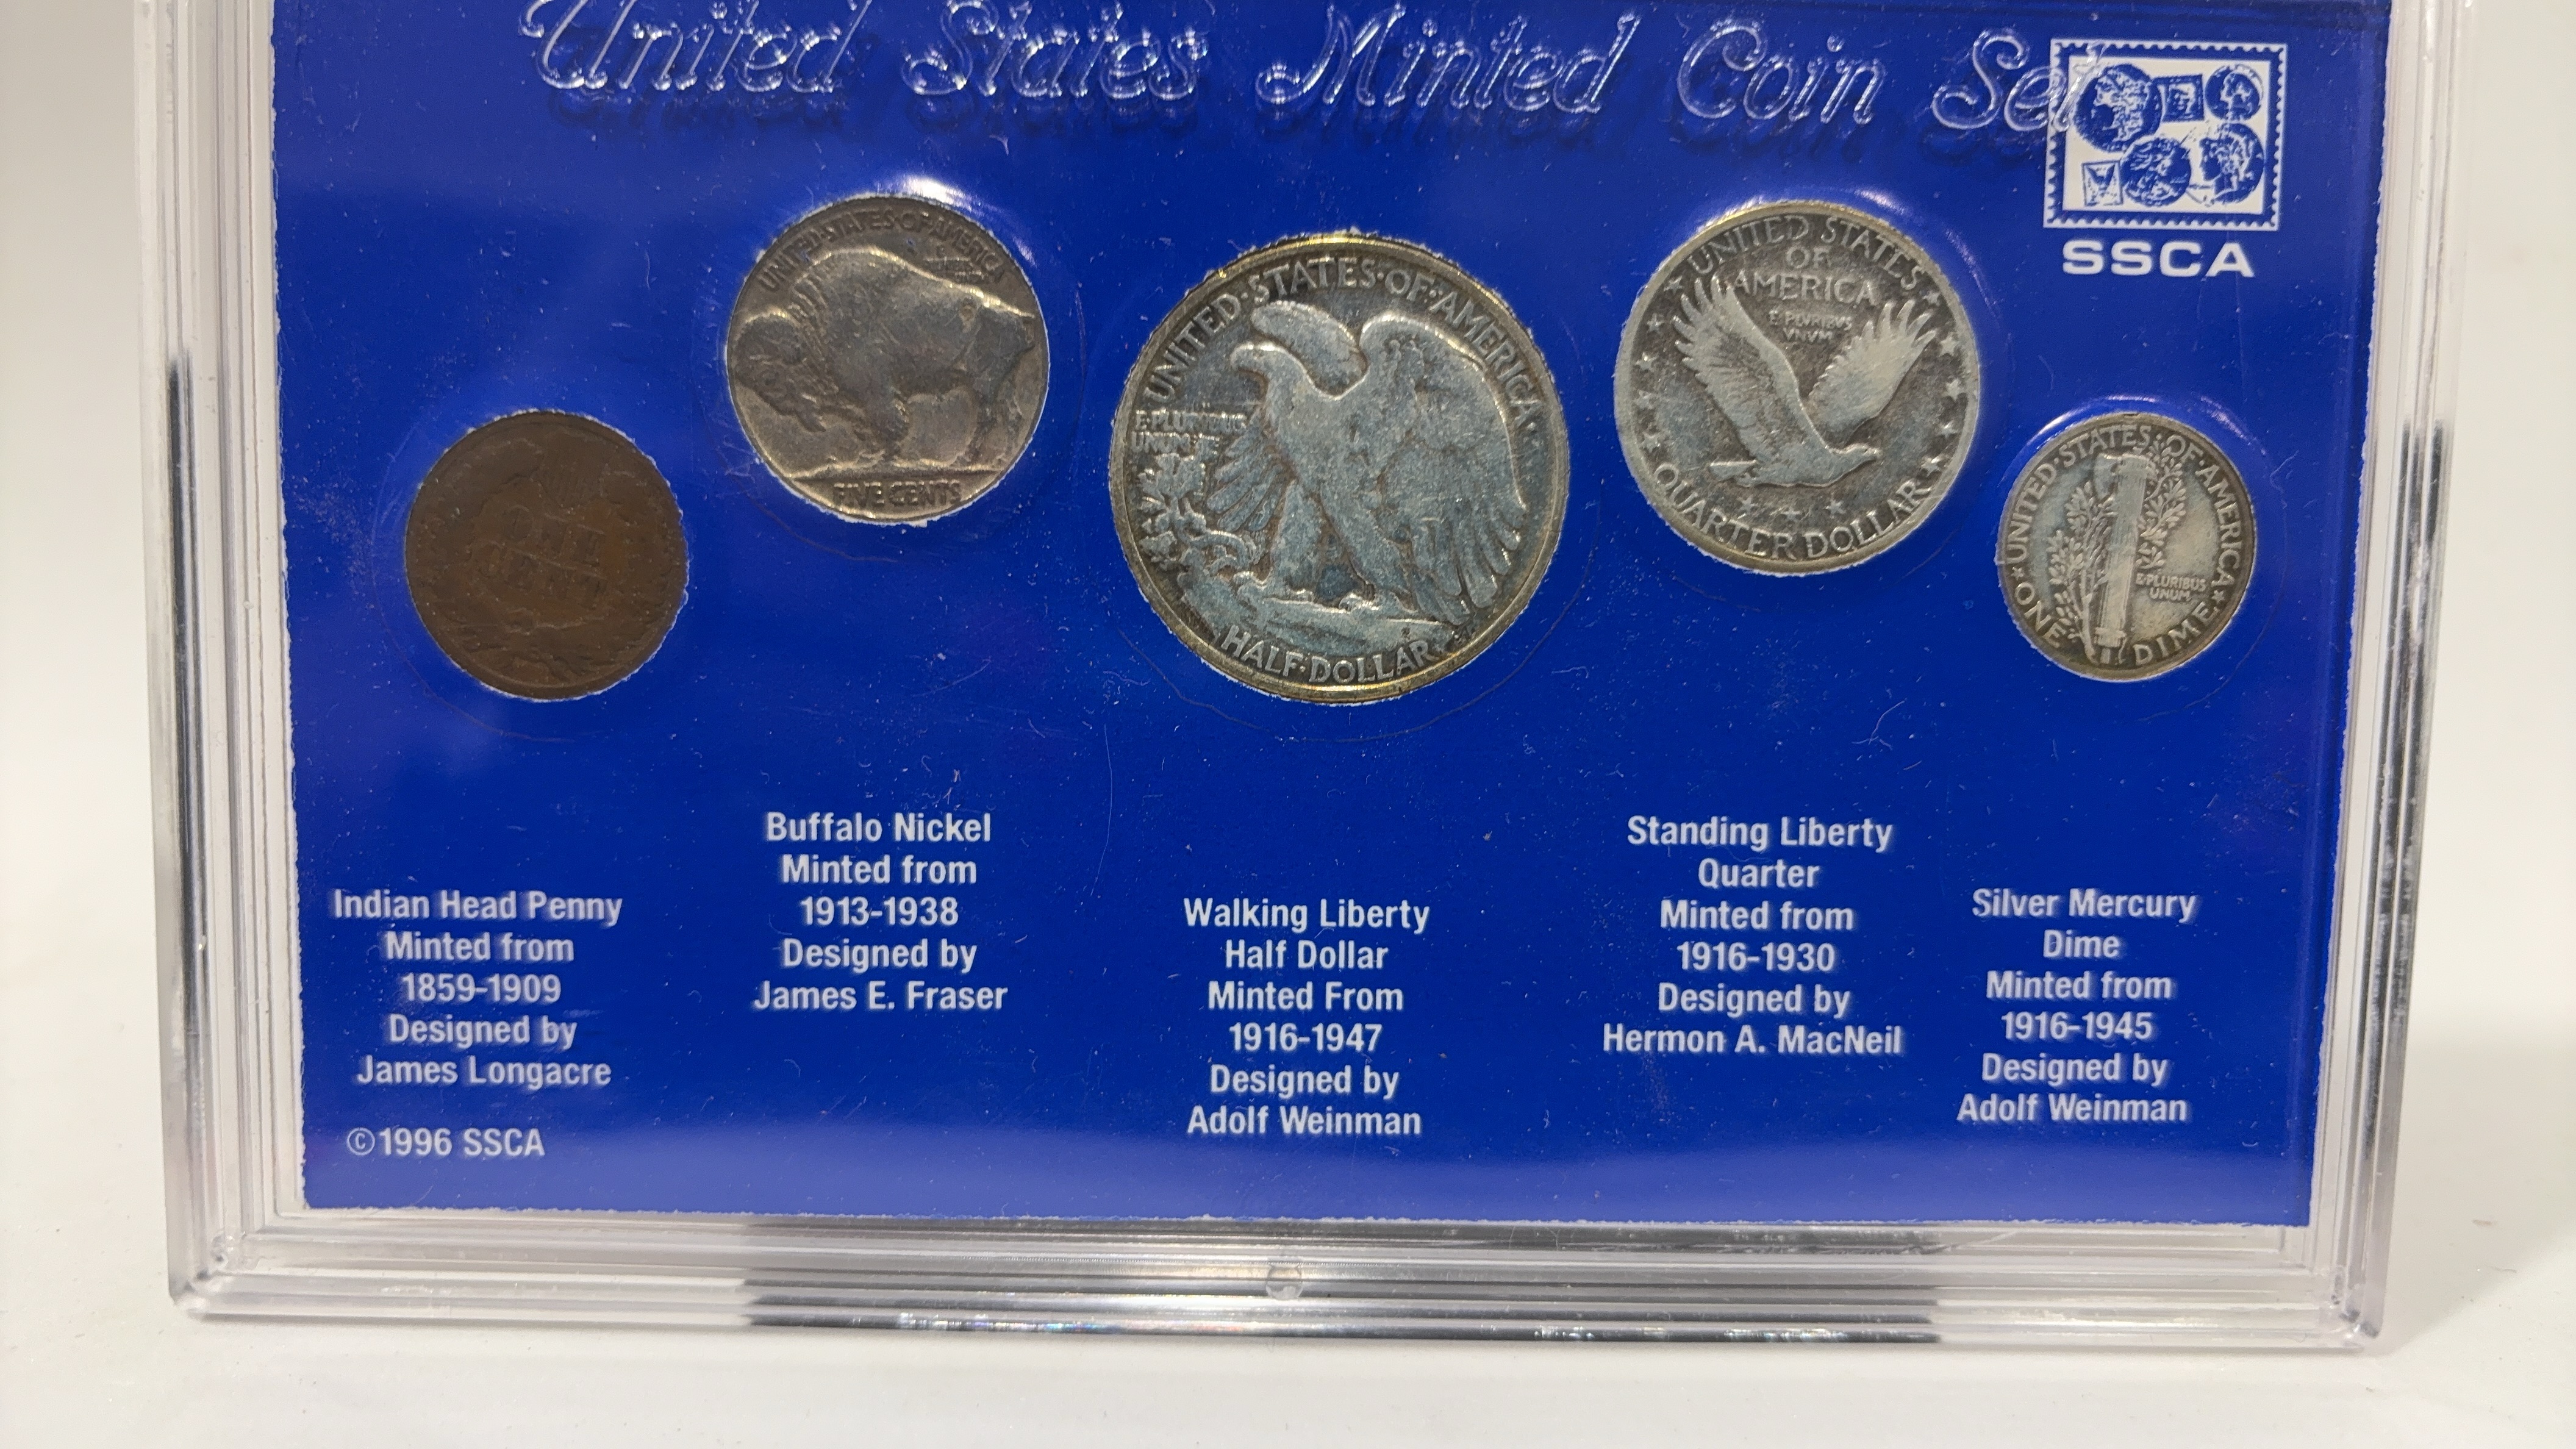 United States Minted Coin Set
SSCA
ONE
CENT
UNITED·STATES·OF·AMERICA
FIVE CENTS
UNITED·STATES·OF·AMERICA
E·PLURIBUS
UNUM
HALF·DOLLAR
UNITED STATES
OF
AMERICA
E·PLURIBVS
VNVM
QUARTER DOLLAR
UNITED·STATES·OF·AMERICA
E·PLURIBUS
UNUM
ONE DIME
Indian Head Penny
Minted from
1859-1909
Designed by
James Longacre
©1996 SSCA
Buffalo Nickel
Minted from
1913-1938
Designed by
James E. Fraser
Walking Liberty
Half Dollar
Minted From
1916-1947
Designed by
Adolf Weinman
Standing Liberty
Quarter
Minted from
1916-1930
Designed by
Hermon A. MacNeil
Silver Mercury
Dime
Minted from
1916-1945
Designed by
Adolf Weinman